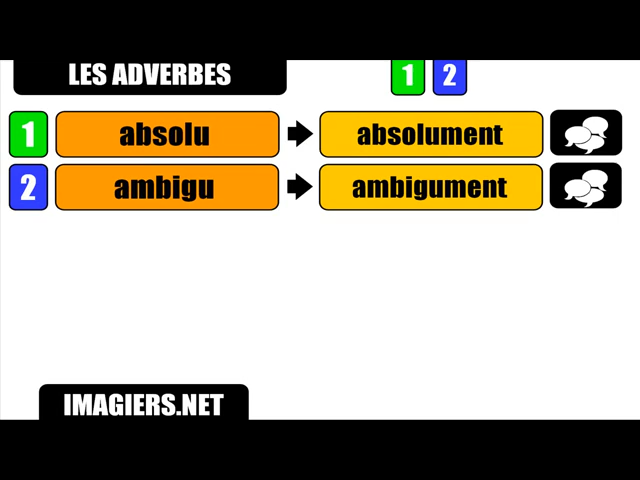 LES ADVERBES 1 2
1 absolu absolument
2 ambigu ambigument
IMAGIERS.NET